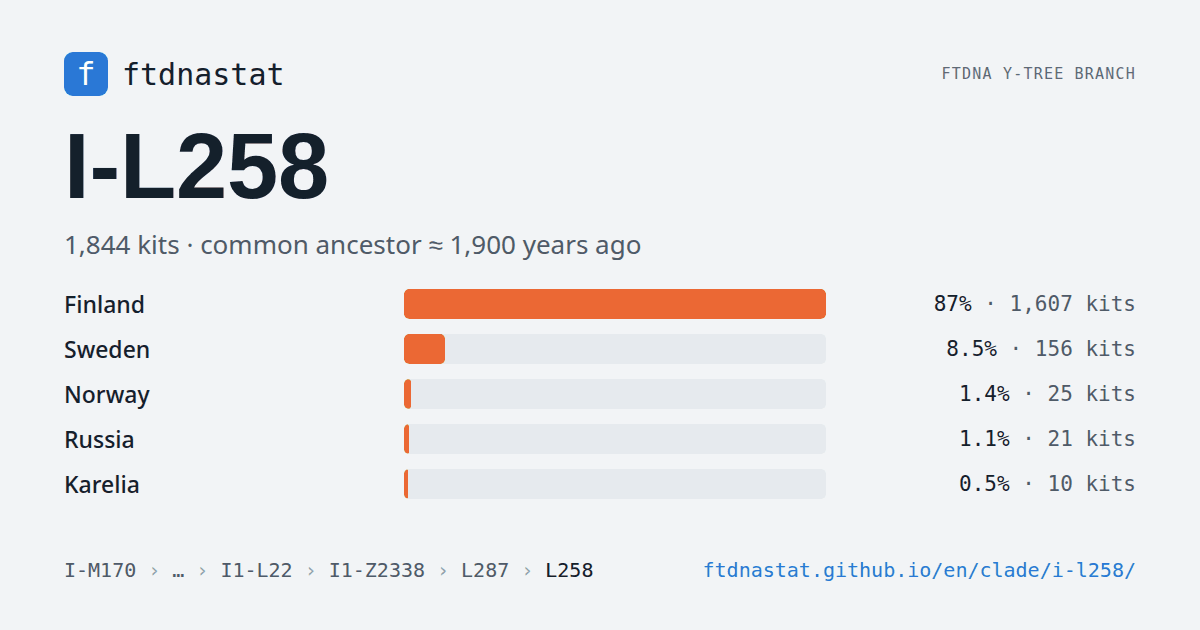 f ftdnastat
FTDNA Y-TREE BRANCH
I-L258
1,844 kits · common ancestor ≈ 1,900 years ago
Finland 87% · 1,607 kits
Sweden 8.5% · 156 kits
Norway 1.4% · 25 kits
Russia 1.1% · 21 kits
Karelia 0.5% · 10 kits
I-M170 › … › I1-L22 › I1-Z2338 › L287 › L258
ftdnastat.github.io/en/clade/i-l258/